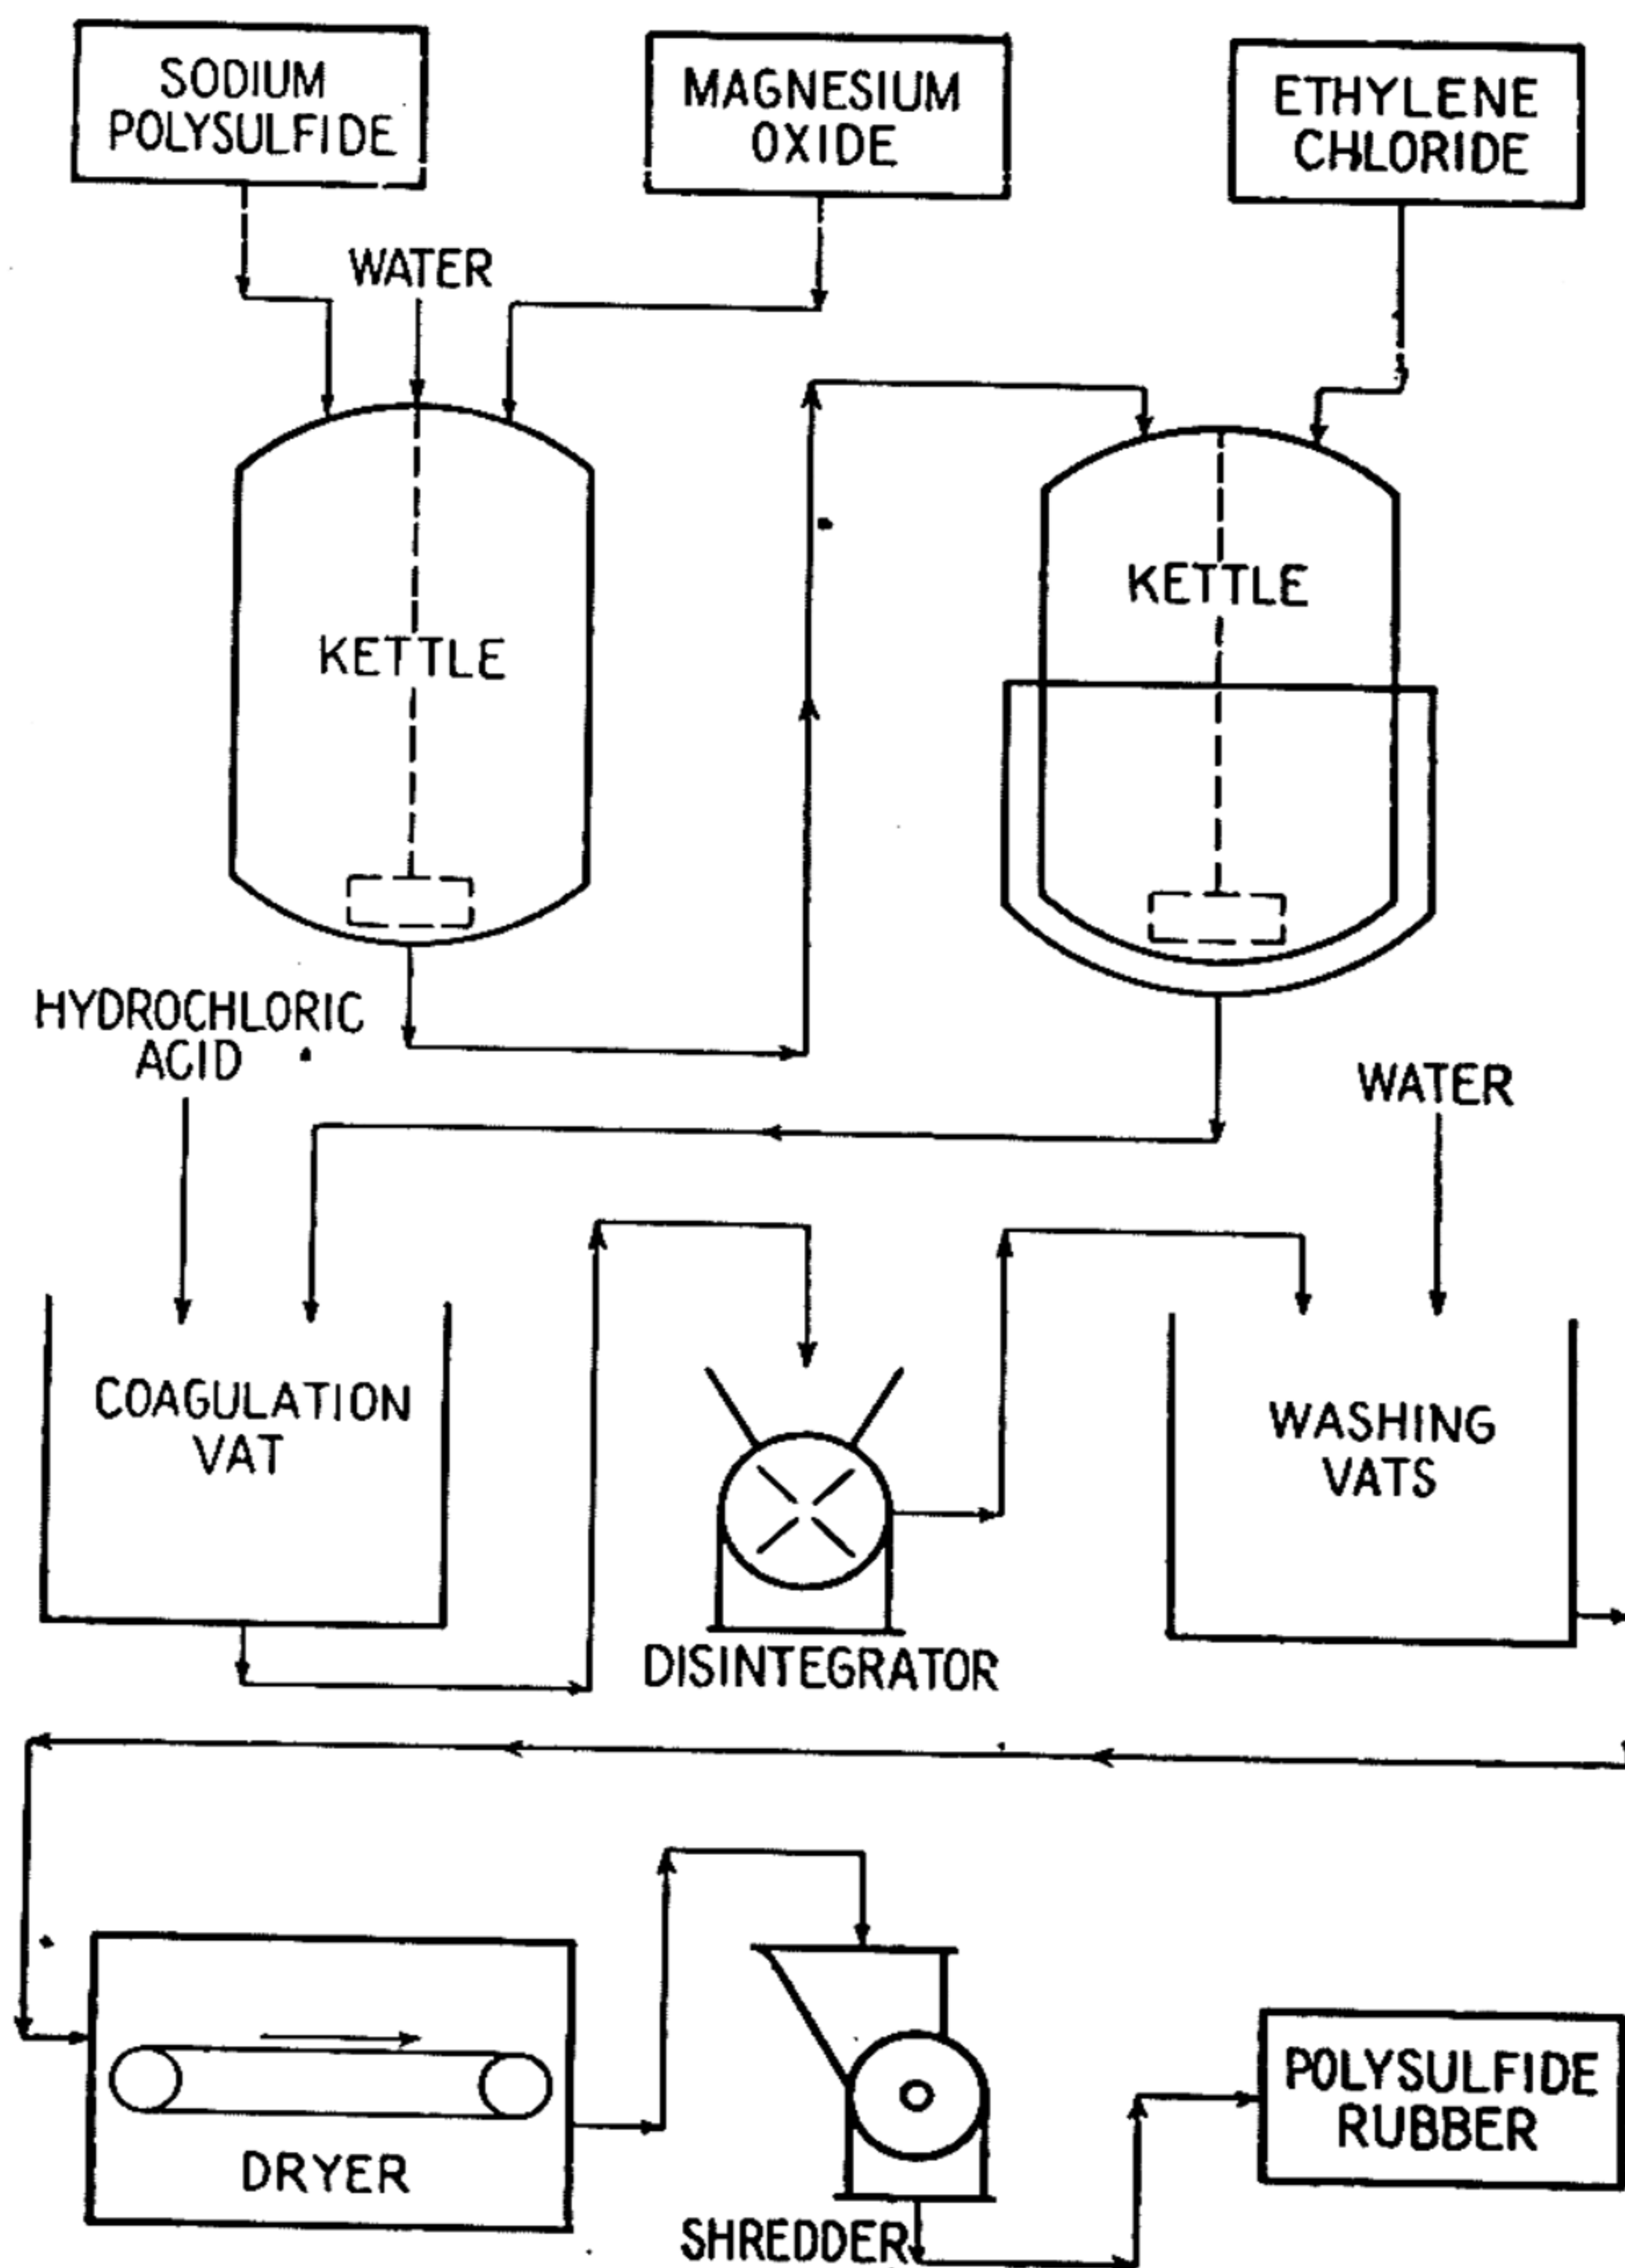 SODIUM
POLYSULFIDE
MAGNESIUM
OXIDE
ETHYLENE
CHLORIDE
WATER
KETTLE
KETTLE
HYDROCHLORIC
ACID
WATER
COAGULATION
VAT
WASHING
VATS
DISINTEGRATOR
DRYER
SHREDDER
POLYSULFIDE
RUBBER